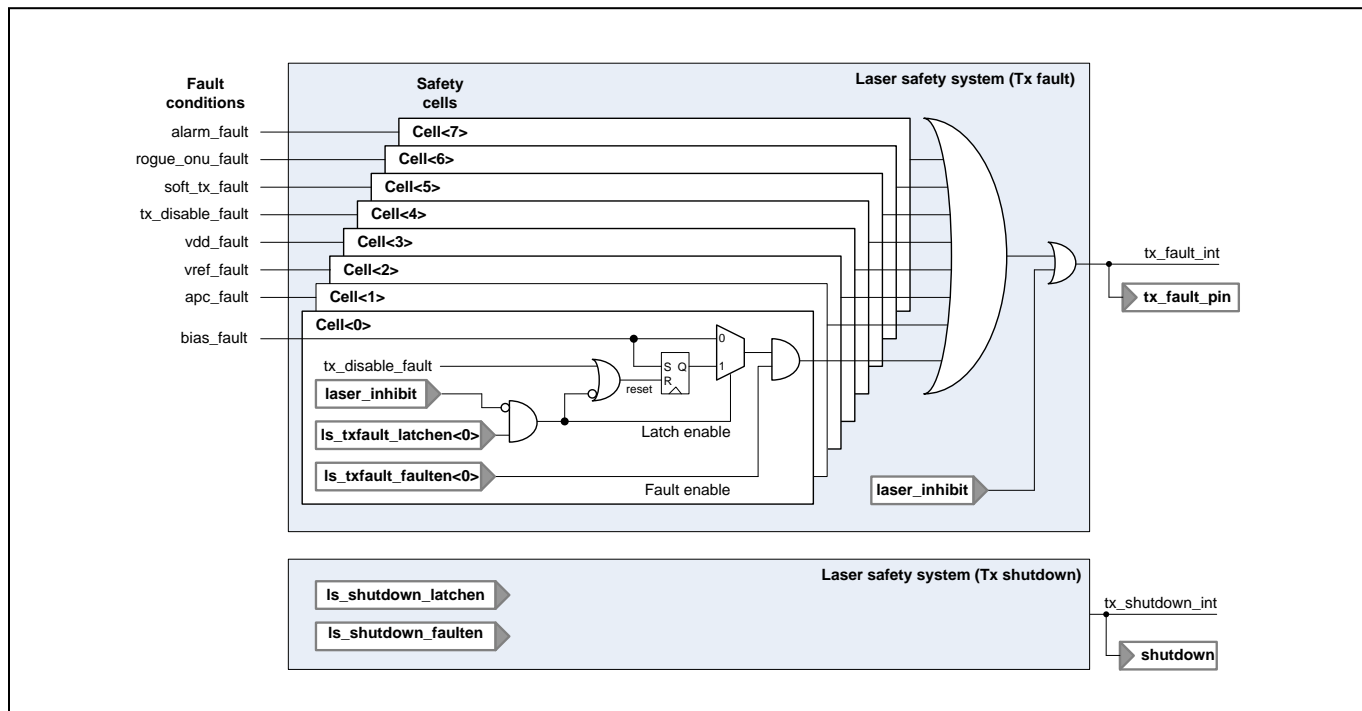 Laser safety system (Tx fault)
Fault
conditions
Safety
cells
alarm_fault
Cell<7>
rogue_onu_fault
Cell<6>
soft_tx_fault
Cell<5>
tx_disable_fault
Cell<4>
vdd_fault
Cell<3>
vref_fault
Cell<2>
apc_fault
Cell<1>
bias_fault
Cell<0>
tx_disable_fault
laser_inhibit
ls_txfault_latchen<0>
ls_txfault_faulten<0>
0
1
S Q
R
reset
Latch enable
Fault enable
laser_inhibit
tx_fault_int
tx_fault_pin
Laser safety system (Tx shutdown)
ls_shutdown_latchen
ls_shutdown_faulten
tx_shutdown_int
shutdown